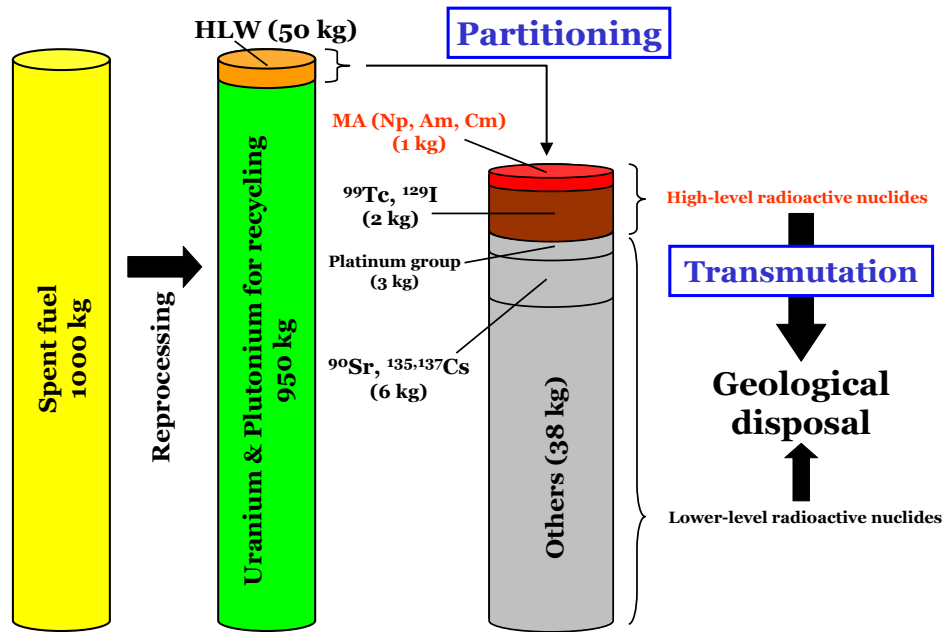 HLW (50 kg)
Partitioning
MA (Np, Am, Cm)
(1 kg)
⁹⁹Tc, ¹²⁹I
(2 kg)
High-level radioactive nuclides
Platinum group
(3 kg)
Transmutation
Spent fuel
1000 kg
Reprocessing
Uranium & Plutonium for recycling
950 kg
⁹⁰Sr, ¹³⁵,¹³⁷Cs
(6 kg)
Others (38 kg)
Geological
disposal
Lower-level radioactive nuclides